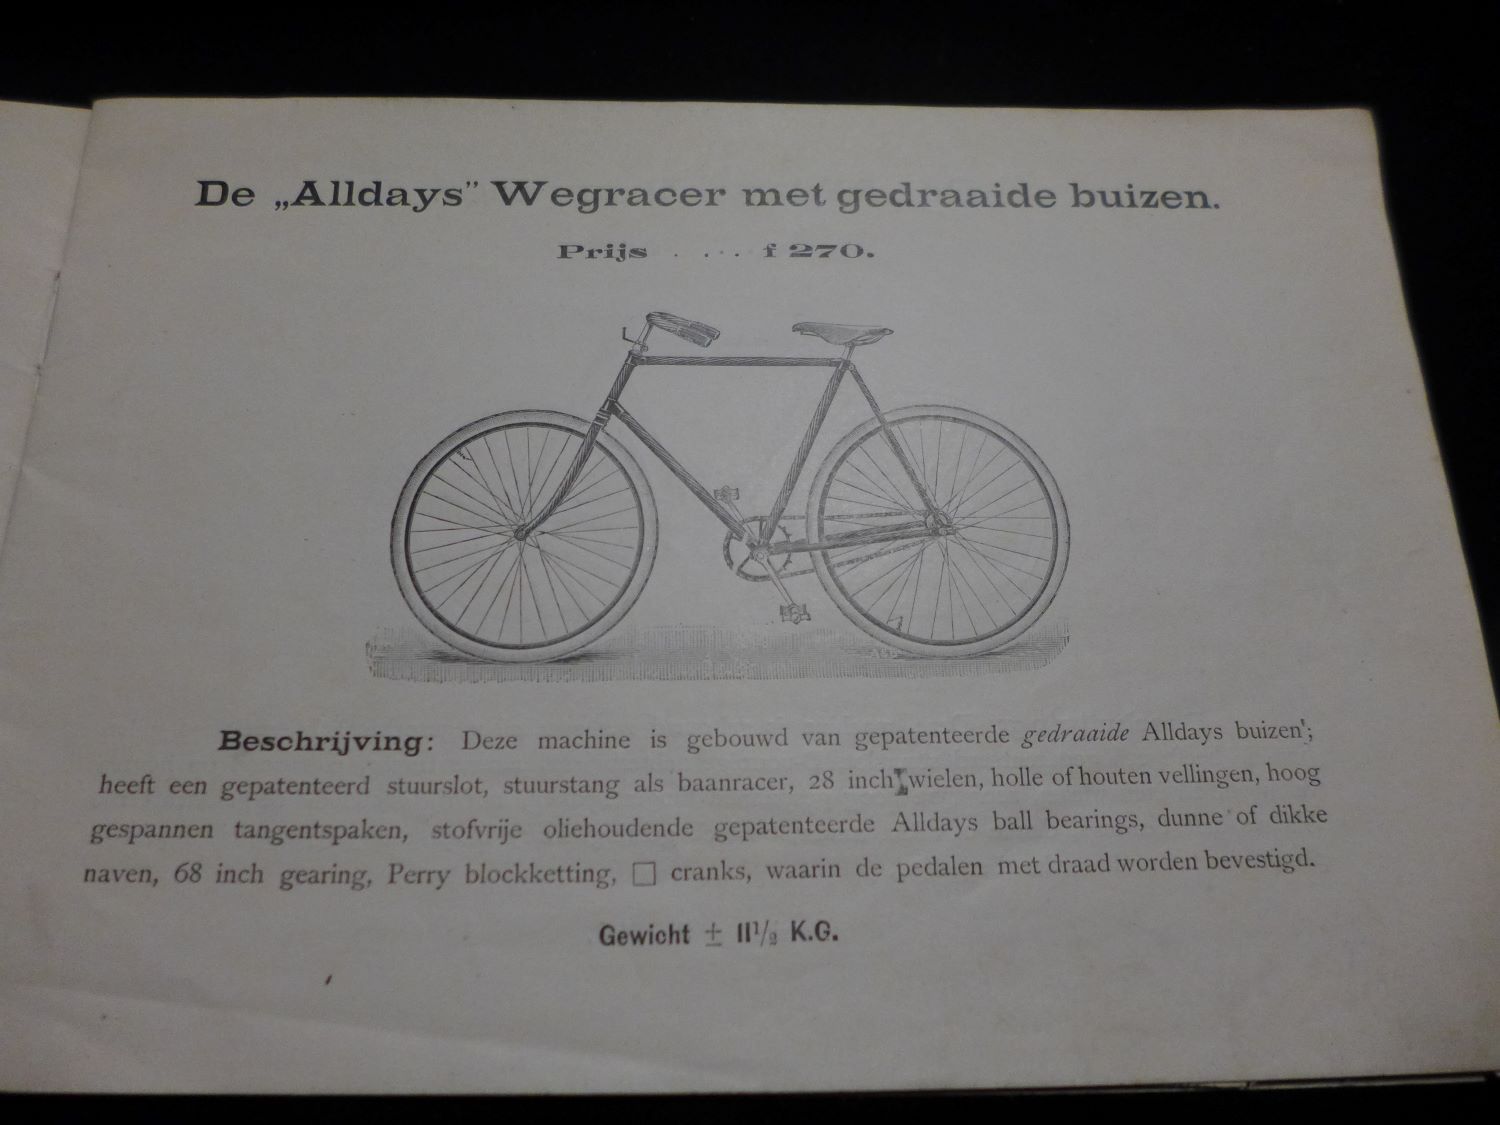 De „Alldays” Wegracer met gedraaide buizen.
Prijs . ... f 270.
Beschrijving: Deze machine is gebouwd van gepatenteerde gedraaide Alldays buizen;
heeft een gepatenteerd stuurslot, stuurstang als baanracer, 28 inch wielen, holle of houten vellingen, hoog
gespannen tangentspaken, stofvrije oliehoudende gepatenteerde Alldays ball bearings, dunne of dikke
naven, 68 inch gearing, Perry blockketting, □ cranks, waarin de pedalen met draad worden bevestigd.
Gewicht ± 11½ K.G.